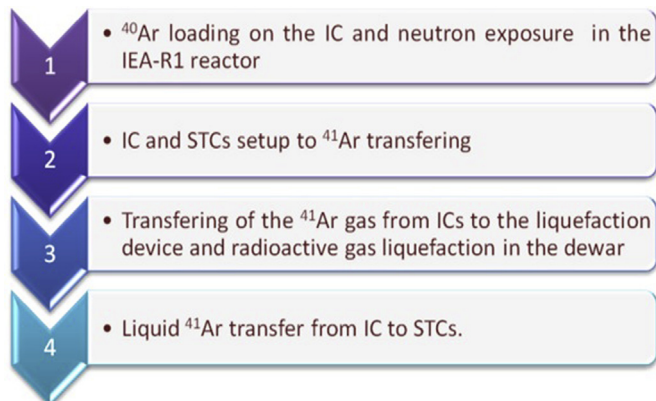 1
• ⁴⁰Ar loading on the IC and neutron exposure in the
IEA-R1 reactor
2
• IC and STCs setup to ⁴¹Ar transfering
3
• Transfering of the ⁴¹Ar gas from ICs to the liquefaction
device and radioactive gas liquefaction in the dewar
4
• Liquid ⁴¹Ar transfer from IC to STCs.